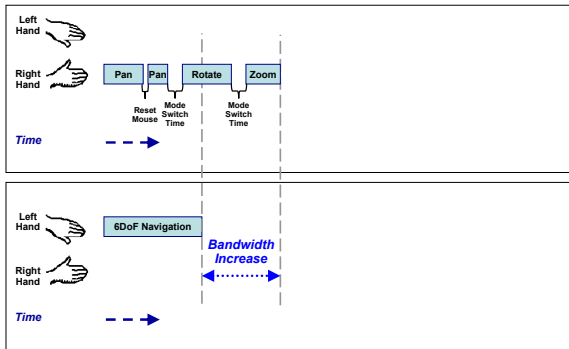 Left
Hand
Right
Hand
Pan
Pan
Rotate
Zoom
Reset
Mouse
Mode
Switch
Time
Mode
Switch
Time
Time
Left
Hand
6DoF Navigation
Bandwidth
Increase
Right
Hand
Time